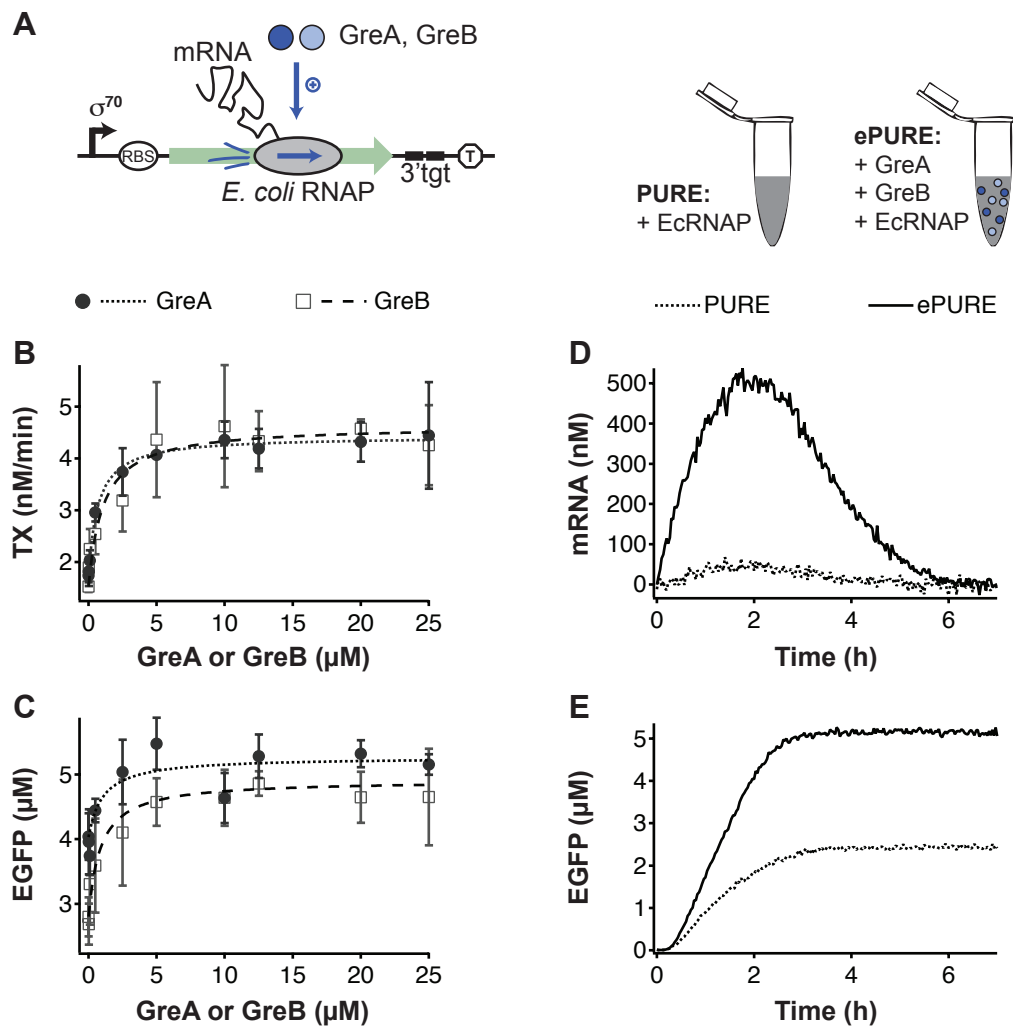 A
mRNA
GreA, GreB
σ70
RBS
E. coli RNAP
3'tgt
T
PURE:
+ EcRNAP
ePURE:
+ GreA
+ GreB
+ EcRNAP
GreA
GreB
PURE
ePURE
B
TX (nM/min)
5
4
3
2
0 5 10 15 20 25
GreA or GreB (µM)
D
mRNA (nM)
500
400
300
200
100
0
0 2 4 6
Time (h)
C
EGFP (µM)
5
4
3
0 5 10 15 20 25
GreA or GreB (µM)
E
EGFP (µM)
5
4
3
2
1
0
0 2 4 6
Time (h)